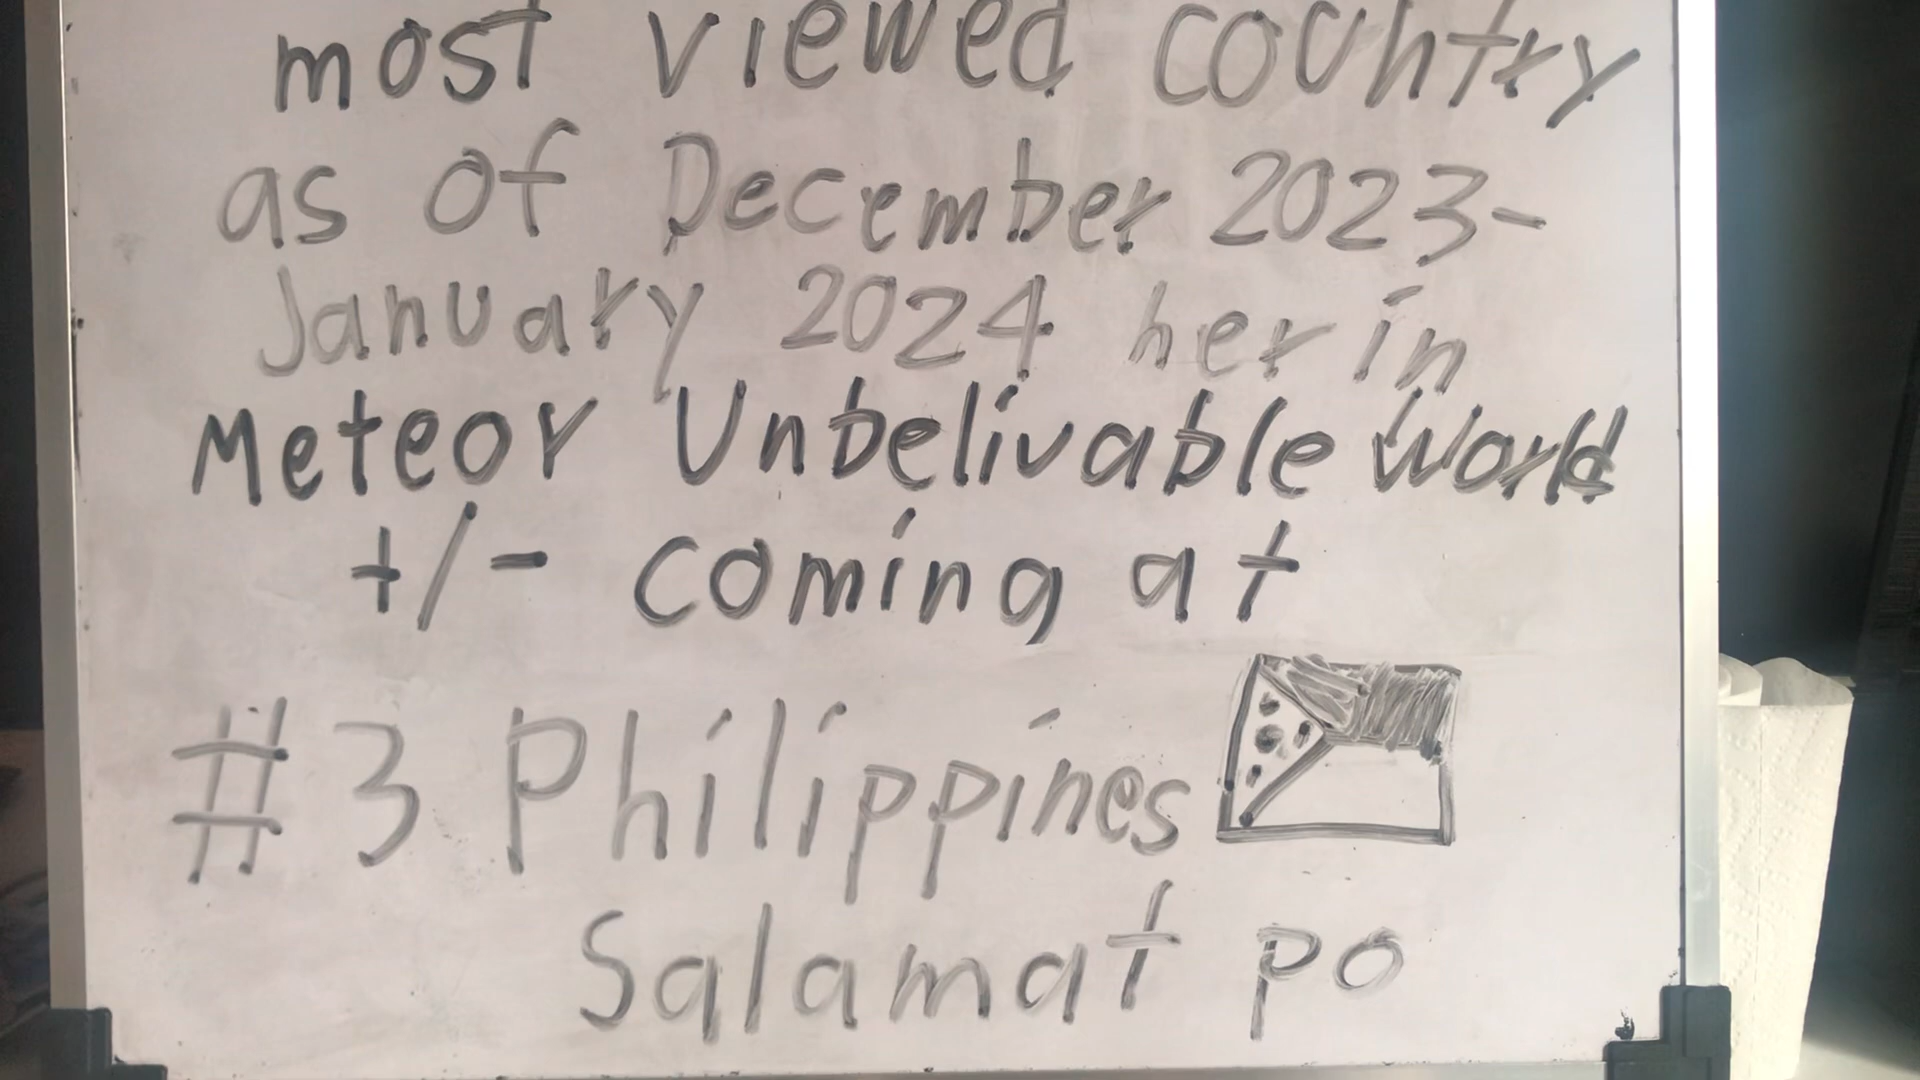 most viewed country
as of December 2023-
January 2024 her in
Meteor Unbelivable World
+/- coming at
#3 Philippines
Salamat po